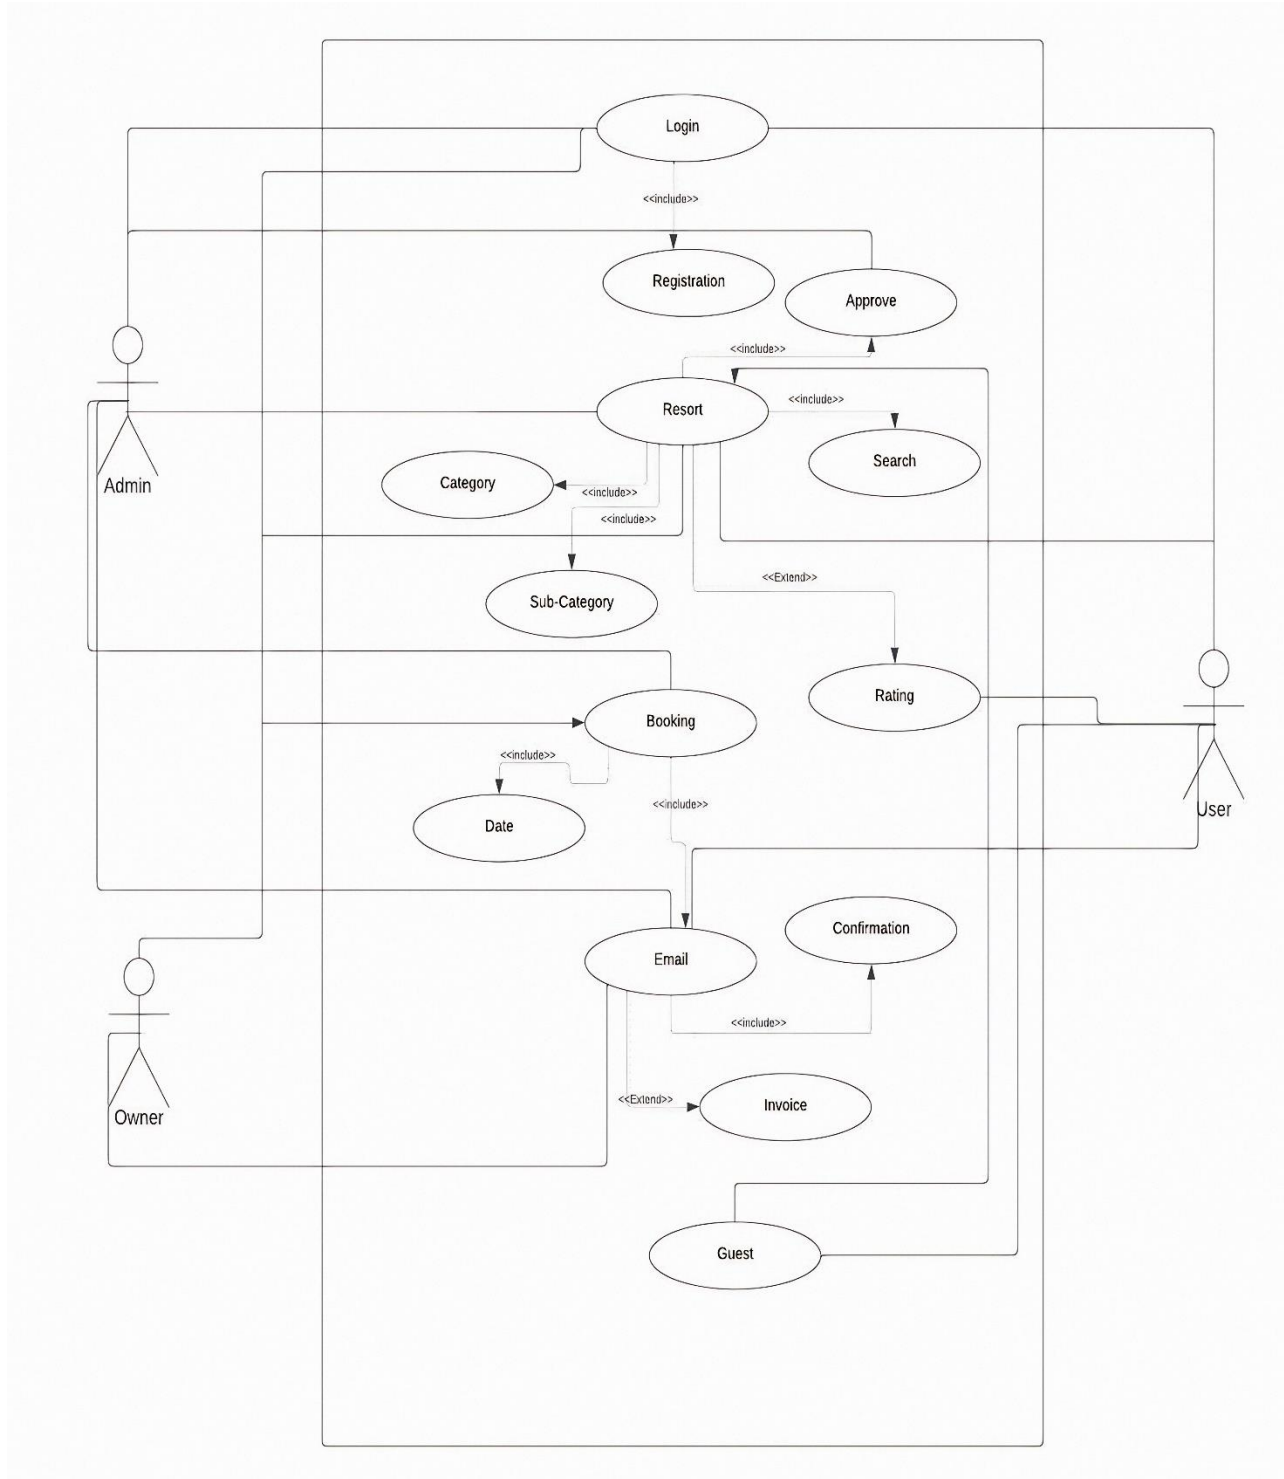 Login
<<include>>
Registration
Approve
<<include>>
Resort
<<include>>
Search
Category
<<include>>
<<include>>
Admin
<<Extend>>
Sub-Category
Rating
Booking
<<include>>
<<include>>
Date
User
Confirmation
Email
<<include>>
<<Extend>>
Invoice
Owner
Guest